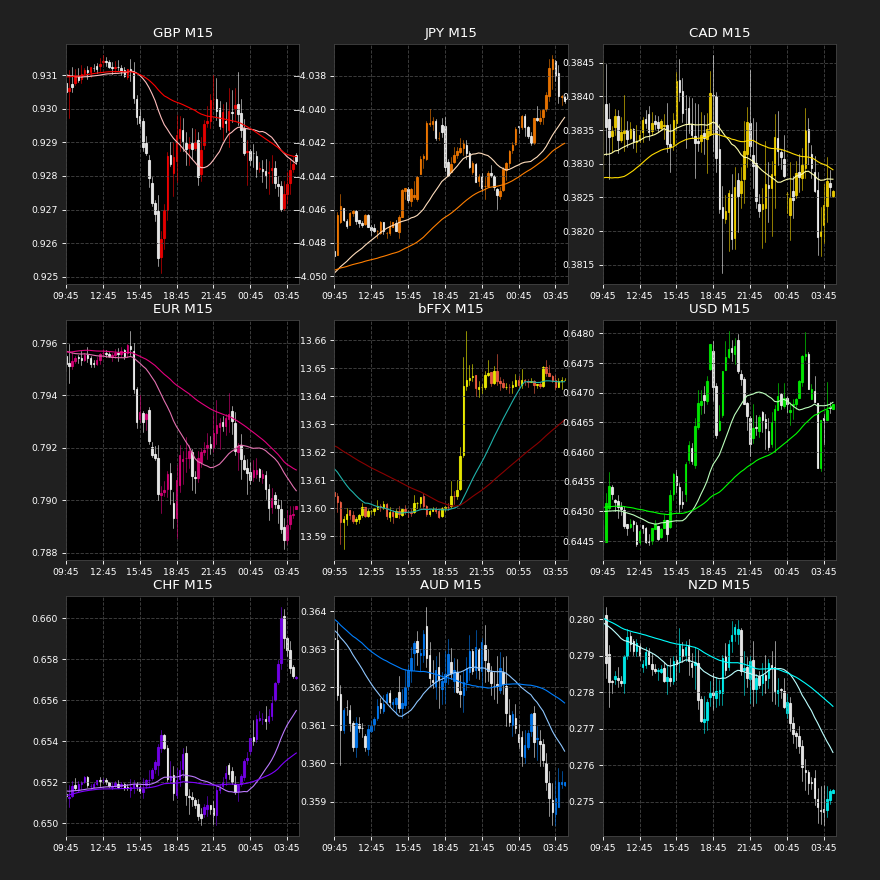 GBP M15 JPY M15 CAD M15
0.931 0.930 0.929 0.928 0.927 0.926 0.925
-4.038 -4.040 -4.042 -4.044 -4.046 -4.048 -4.050
0.3845 0.3840 0.3835 0.3830 0.3825 0.3820 0.3815
09:45 12:45 15:45 18:45 21:45 00:45 03:45
09:55 12:55 15:55 18:55 21:55 00:55 03:55
09:45 12:45 15:45 18:45 21:45 00:45 03:45
EUR M15 bFFX M15 USD M15
0.796 0.794 0.792 0.790 0.788
13.66 13.65 13.64 13.63 13.62 13.61 13.60 13.59
0.6480 0.6475 0.6470 0.6465 0.6460 0.6455 0.6450 0.6445
09:45 12:45 15:45 18:45 21:45 00:45 03:45
09:55 12:55 15:55 18:55 21:55 00:55 03:55
09:45 12:45 15:45 18:45 21:45 00:45 03:45
CHF M15 AUD M15 NZD M15
0.660 0.658 0.656 0.654 0.652 0.650
0.364 0.363 0.362 0.361 0.360 0.359
0.280 0.279 0.278 0.277 0.276 0.275
09:45 12:45 15:45 18:45 21:45 00:45 03:45
09:45 12:45 15:45 18:45 21:45 00:45 03:45
09:45 12:45 15:45 18:45 21:45 00:45 03:45